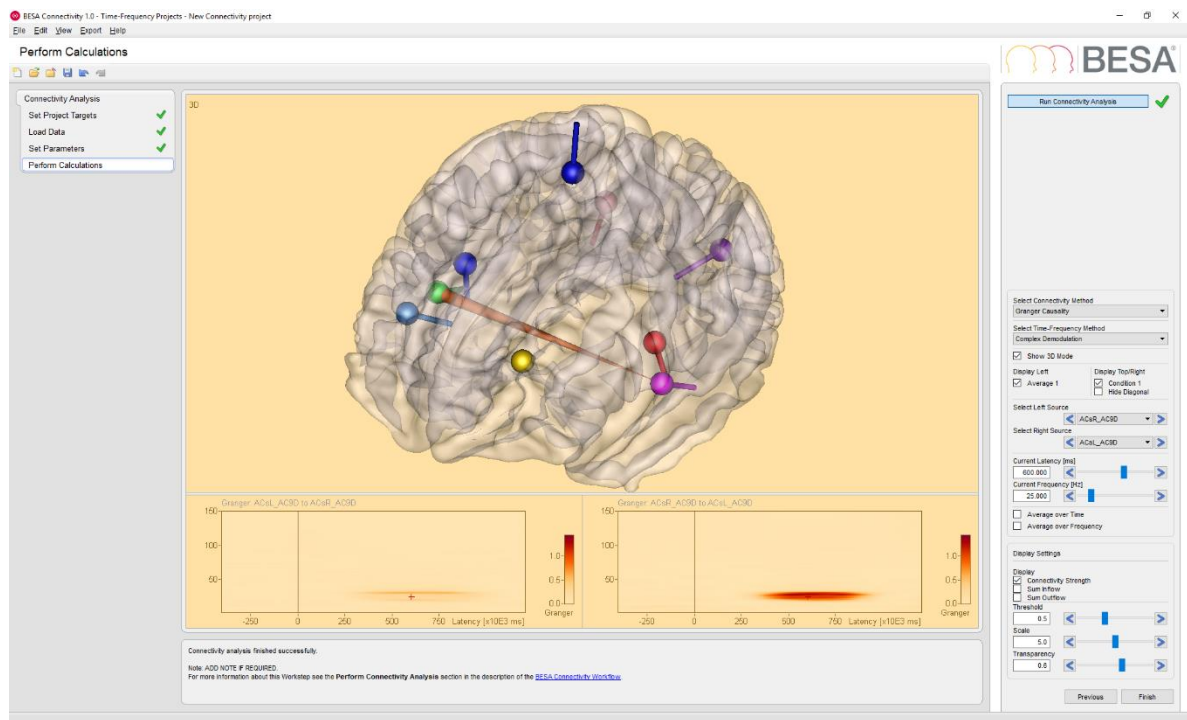 BESA Connectivity 1.0 - Time-Frequency Projects - New Connectivity project
File Edit View Export Help
Perform Calculations
BESA
Connectivity Analysis
Set Project Targets
Load Data
Set Parameters
Perform Calculations
3D
Run Connectivity Analysis
Select Connectivity Method
Granger Causality
Select Time-Frequency Method
Complex Demodulation
Show 3D Mode
Display Left Display Top/Right
Average 1 Condition 1
Hide Diagonal
Select Left Source
ACsR_AC9D
Select Right Source
ACsL_AC9D
Current Latency [ms]
600.000
Current Frequency [Hz]
25.000
Average over Time
Average over Frequency
Display Settings
Display
Connectivity Strength
Sum Inflow
Sum Outflow
Threshold
0.5
Scale
5.0
Transparency
0.6
Previous Finish
Granger: ACsL_AC9D to ACsR_AC9D
150
100
50
1.0
0.5
0.0
Granger
-250 0 250 500 750 Latency [x10E3 ms]
Granger: ACsR_AC9D to ACsL_AC9D
150
100
50
1.0
0.5
0.0
Granger
-250 0 250 500 750 Latency [x10E3 ms]
Connectivity analysis finished successfully.
Note: ADD NOTE IF REQUIRED.
For more information about this Workstep see the Perform Connectivity Analysis section in the description of the BESA Connectivity Workflow.